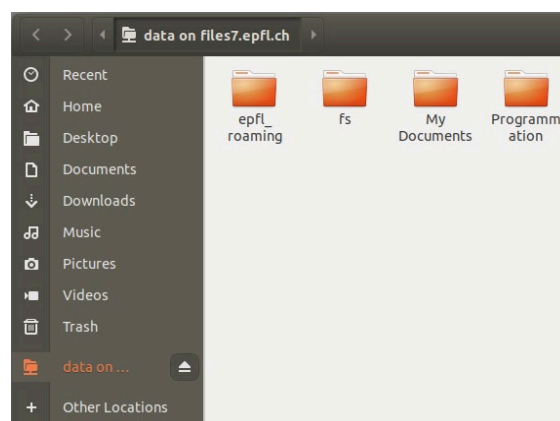 data on files7.epfl.ch
Recent
Home
Desktop
Documents
Downloads
Music
Pictures
Videos
Trash
data on ...
Other Locations
epfl_
roaming
fs
My
Documents
Programm
ation